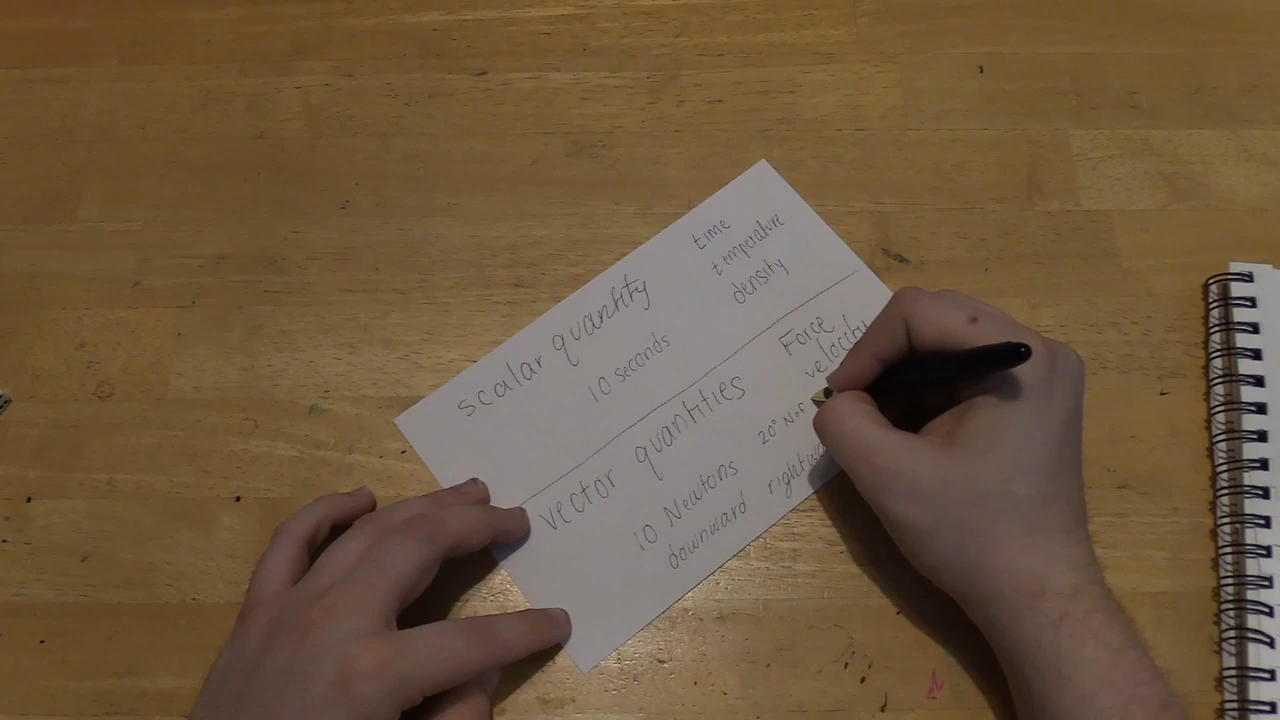 scalar quantity
10 seconds
time
temperature
density
vector quantities
10 Newtons
downward
Force
velocity
20° N of